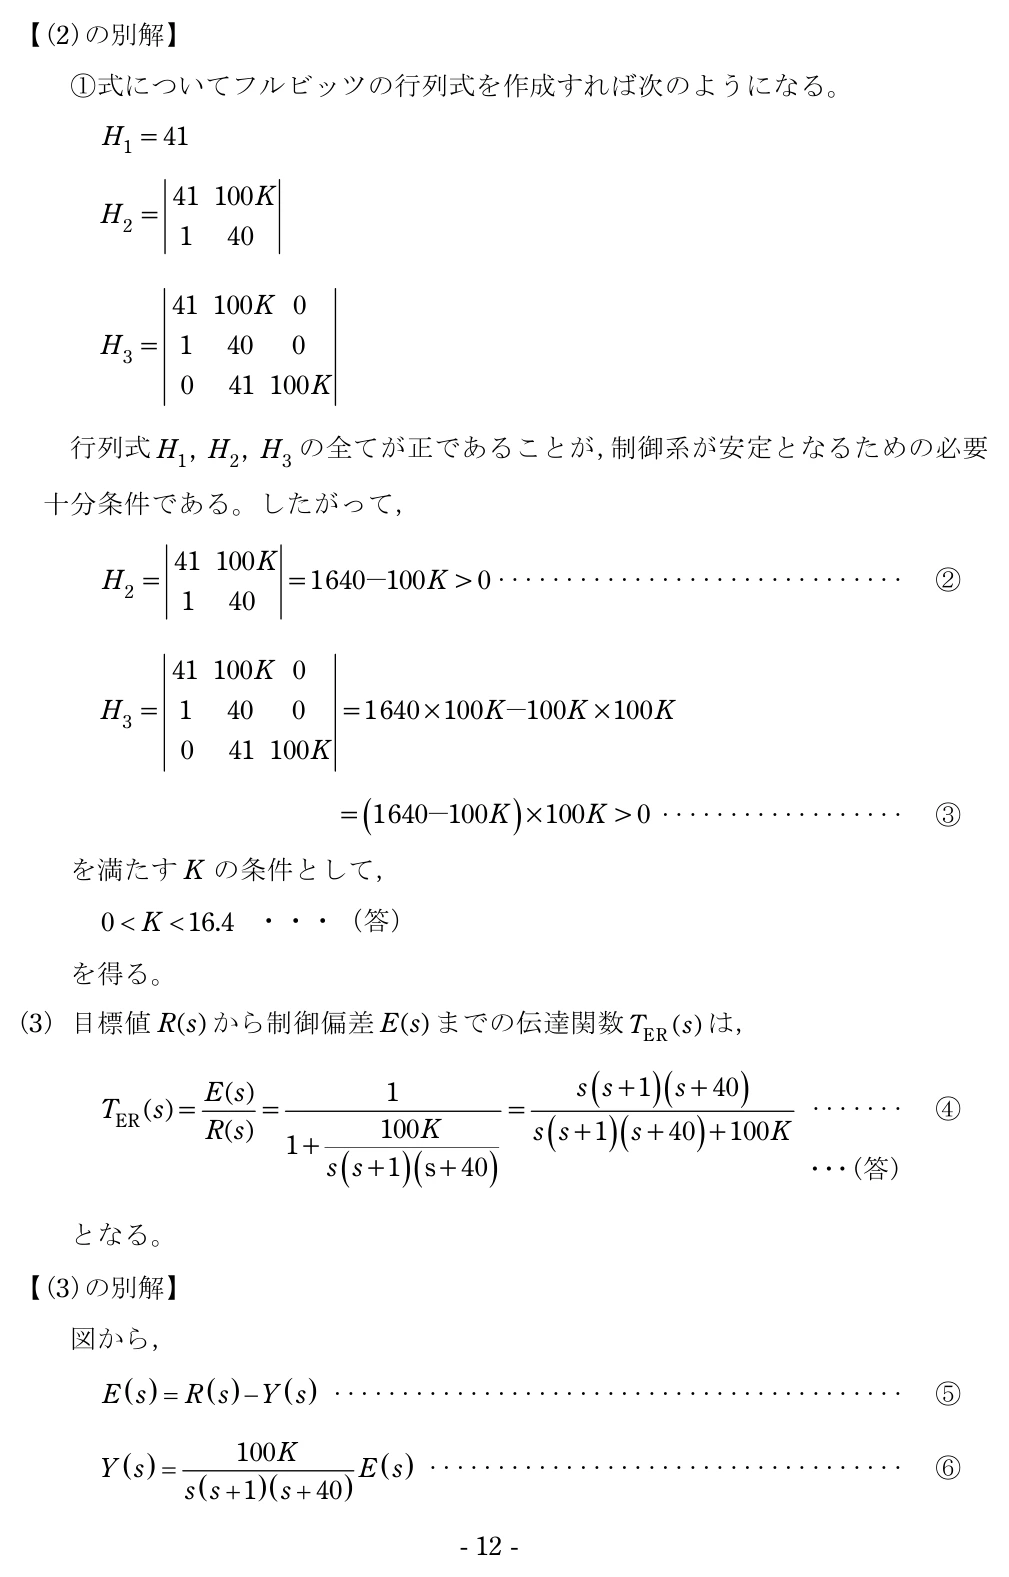 【(2)の別解】
①式についてフルビッツの行列式を作成すれば次のようになる。
H₁ = 41
H₂ = |41 100K|
|1 40|
H₃ = |41 100K 0|
|1 40 0|
|0 41 100K|
行列式 H₁, H₂, H₃ の全てが正であることが, 制御系が安定となるための必要
十分条件である。したがって,
H₂ = |41 100K; 1 40| = 1640−100K > 0 ····························· ②
H₃ = |41 100K 0; 1 40 0; 0 41 100K| = 1640×100K−100K×100K
= (1640−100K)×100K > 0 ·················· ③
を満たす K の条件として,
0 < K < 16.4 ・・・（答）
を得る。
(3) 目標値 R(s) から制御偏差 E(s) までの伝達関数 T_ER(s) は,
T_ER(s) = E(s)/R(s) = 1/(1+100K/(s(s+1)(s+40))) = s(s+1)(s+40)/(s(s+1)(s+40)+100K) ······· ④
･･･（答）
となる。
【(3)の別解】
図から,
E(s) = R(s) − Y(s) ·········································· ⑤
Y(s) = 100K/(s(s+1)(s+40)) E(s) ··································· ⑥
- 12 -